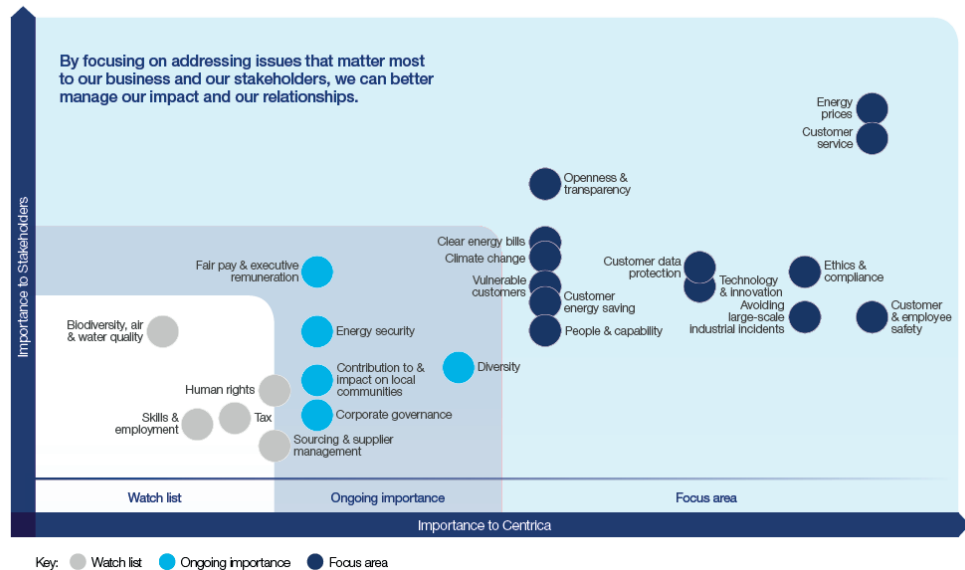 By focusing on addressing issues that matter most
to our business and our stakeholders, we can better
manage our impact and our relationships.
Importance to Stakeholders
Energy
prices
Customer
service
Openness &
transparency
Clear energy bills
Climate change
Vulnerable
customers
Customer
energy saving
People & capability
Customer data
protection
Technology
& innovation
Avoiding
large-scale
industrial incidents
Ethics &
compliance
Customer
& employee
safety
Fair pay & executive
remuneration
Energy security
Contribution to &
impact on local
communities
Diversity
Corporate governance
Biodiversity, air
& water quality
Human rights
Skills &
employment
Tax
Sourcing & supplier
management
Watch list
Ongoing importance
Focus area
Importance to Centrica
Key: Watch list Ongoing importance Focus area